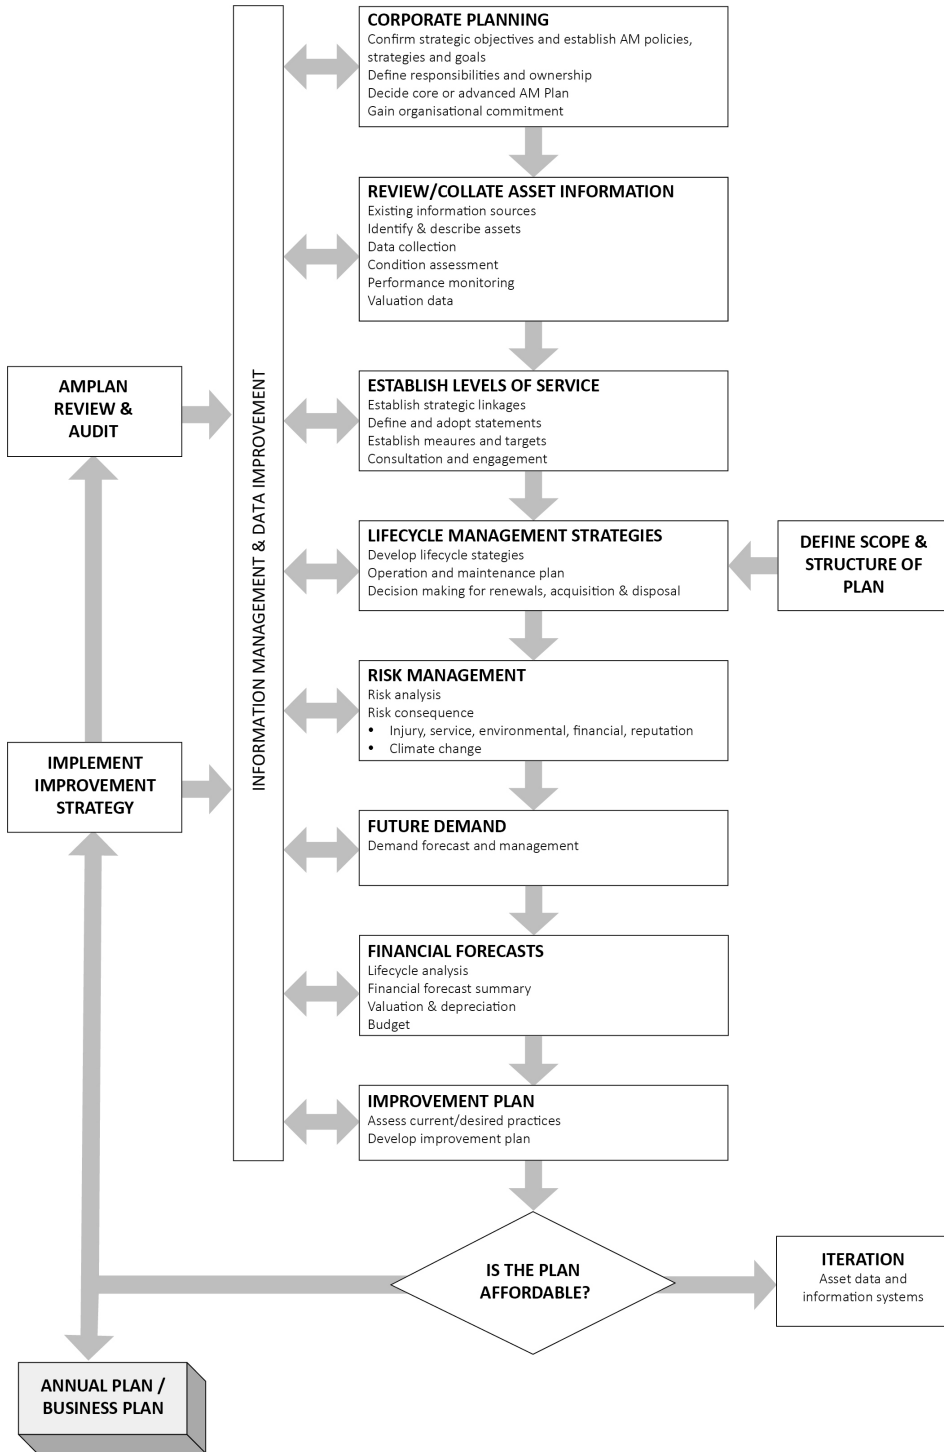 CORPORATE PLANNING
Confirm strategic objectives and establish AM policies,
strategies and goals
Define responsibilities and ownership
Decide core or advanced AM Plan
Gain organisational commitment
REVIEW/COLLATE ASSET INFORMATION
Existing information sources
Identify & describe assets
Data collection
Condition assessment
Performance monitoring
Valuation data
INFORMATION MANAGEMENT & DATA IMPROVEMENT
AMPLAN
REVIEW &
AUDIT
ESTABLISH LEVELS OF SERVICE
Establish strategic linkages
Define and adopt statements
Establish meaures and targets
Consultation and engagement
LIFECYCLE MANAGEMENT STRATEGIES
Develop lifecycle stategies
Operation and maintenance plan
Decision making for renewals, acquisition & disposal
DEFINE SCOPE &
STRUCTURE OF
PLAN
RISK MANAGEMENT
Risk analysis
Risk consequence
• Injury, service, environmental, financial, reputation
• Climate change
IMPLEMENT
IMPROVEMENT
STRATEGY
FUTURE DEMAND
Demand forecast and management
FINANCIAL FORECASTS
Lifecycle analysis
Financial forecast summary
Valuation & depreciation
Budget
IMPROVEMENT PLAN
Assess current/desired practices
Develop improvement plan
IS THE PLAN
AFFORDABLE?
ITERATION
Asset data and
information systems
ANNUAL PLAN /
BUSINESS PLAN